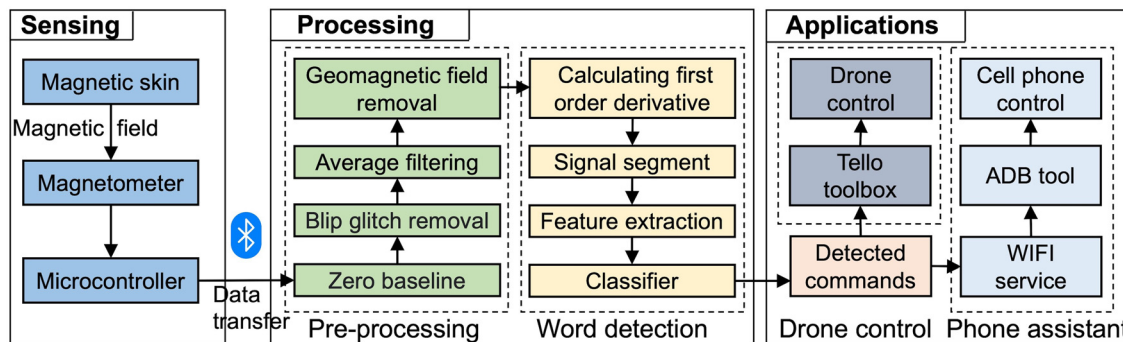 Sensing
Magnetic skin
Magnetic field
Magnetometer
Microcontroller
Data
transfer
Processing
Geomagnetic field
removal
Average filtering
Blip glitch removal
Zero baseline
Pre-processing
Calculating first
order derivative
Signal segment
Feature extraction
Classifier
Word detection
Applications
Drone
control
Tello
toolbox
Detected
commands
Drone control
Cell phone
control
ADB tool
WIFI
service
Phone assistant